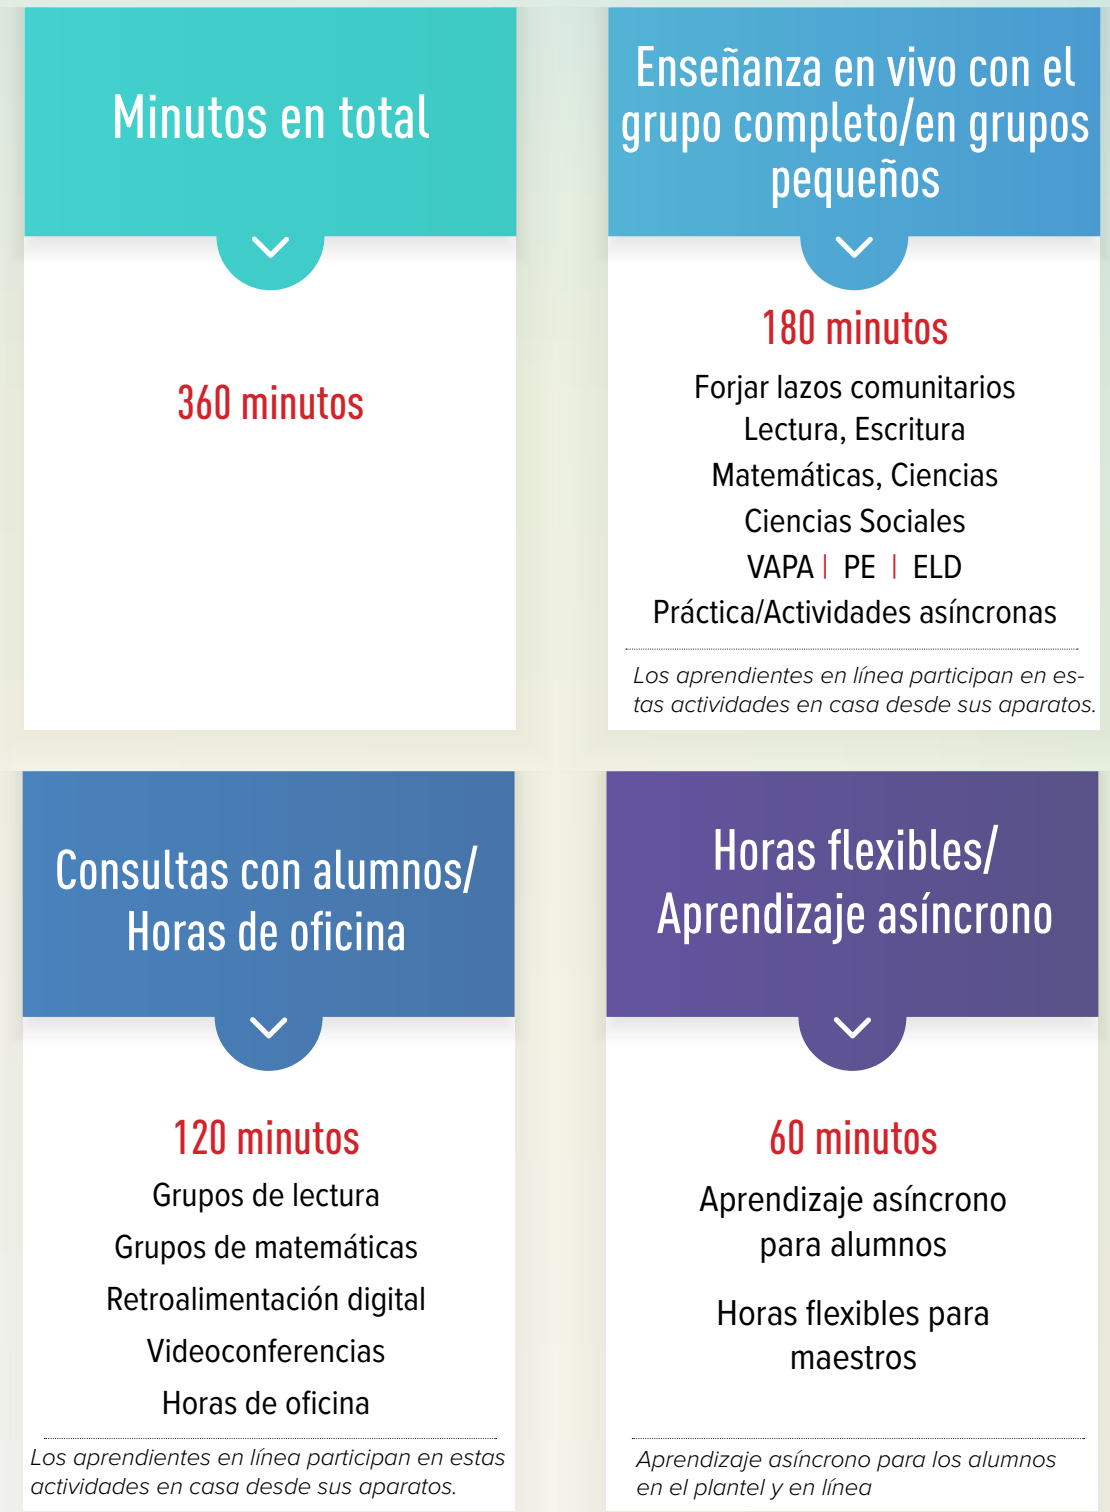 Minutos en total
360 minutos
Enseñanza en vivo con el
grupo completo/en grupos
pequeños
180 minutos
Forjar lazos comunitarios
Lectura, Escritura
Matemáticas, Ciencias
Ciencias Sociales
VAPA | PE | ELD
Práctica/Actividades asíncronas
Los aprendientes en línea participan en es-
tas actividades en casa desde sus aparatos.
Consultas con alumnos/
Horas de oficina
120 minutos
Grupos de lectura
Grupos de matemáticas
Retroalimentación digital
Videoconferencias
Horas de oficina
Los aprendientes en línea participan en estas
actividades en casa desde sus aparatos.
Horas flexibles/
Aprendizaje asíncrono
60 minutos
Aprendizaje asíncrono
para alumnos
Horas flexibles para
maestros
Aprendizaje asíncrono para los alumnos
en el plantel y en línea